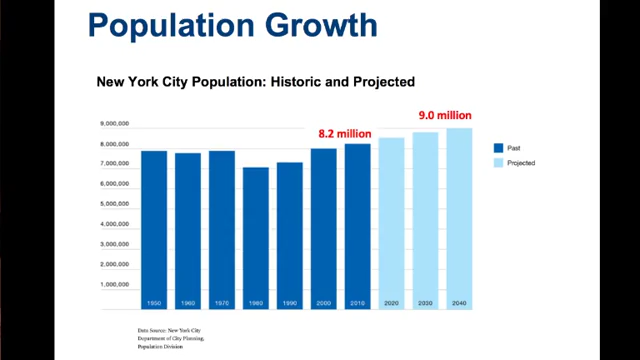 Population Growth
New York City Population: Historic and Projected
9.0 million
8.2 million
9,000,000
8,000,000
7,000,000
6,000,000
5,000,000
4,000,000
3,000,000
2,000,000
1,000,000
Past
Projected
1950 1960 1970 1980 1990 2000 2010 2020 2030 2040
Data Source: New York City
Department of City Planning,
Population Division